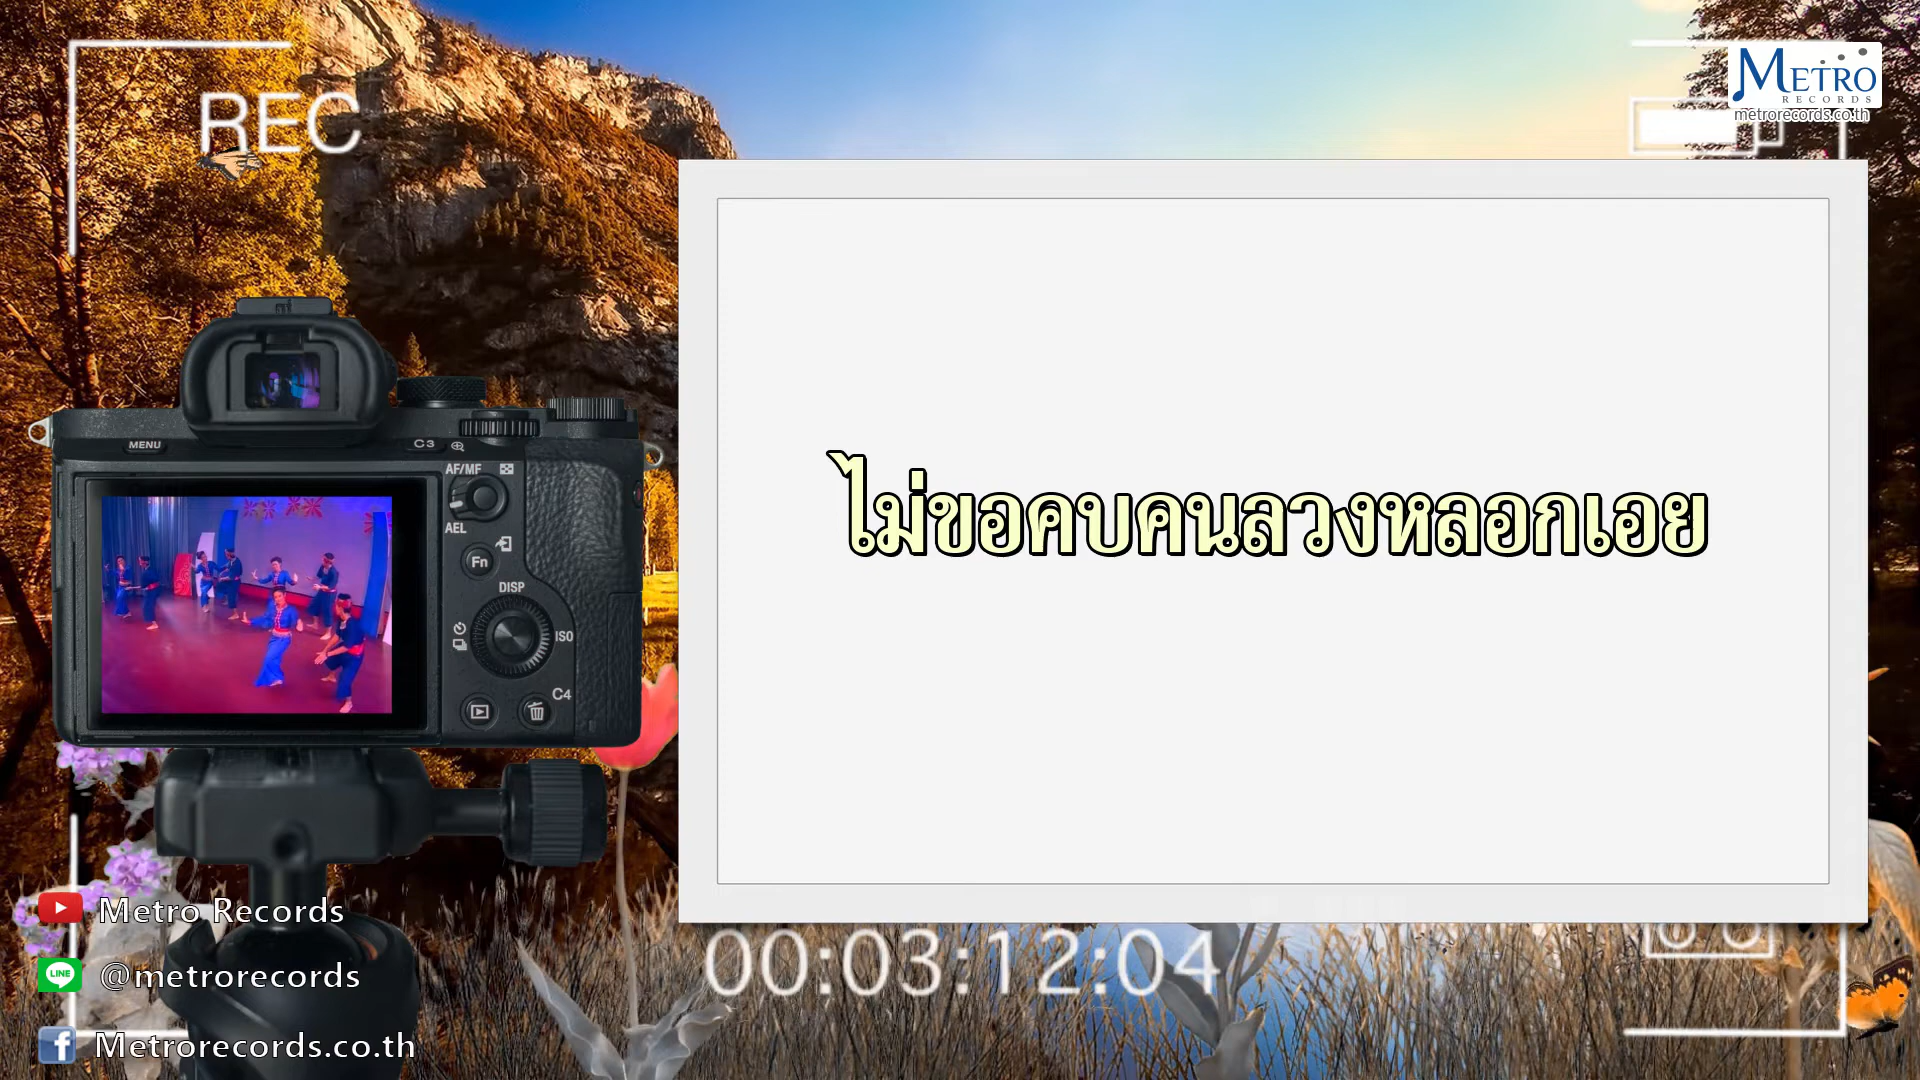 REC
METRO
RECORDS
metrorecords.co.th
MENU
C3
AF/MF
AEL
Fn
DISP
ISO
C4
ไม่ขอคบคนลวงหลอกเอย
Metro Records
LINE
@metrorecords
Metrorecords.co.th
00:03:12:04